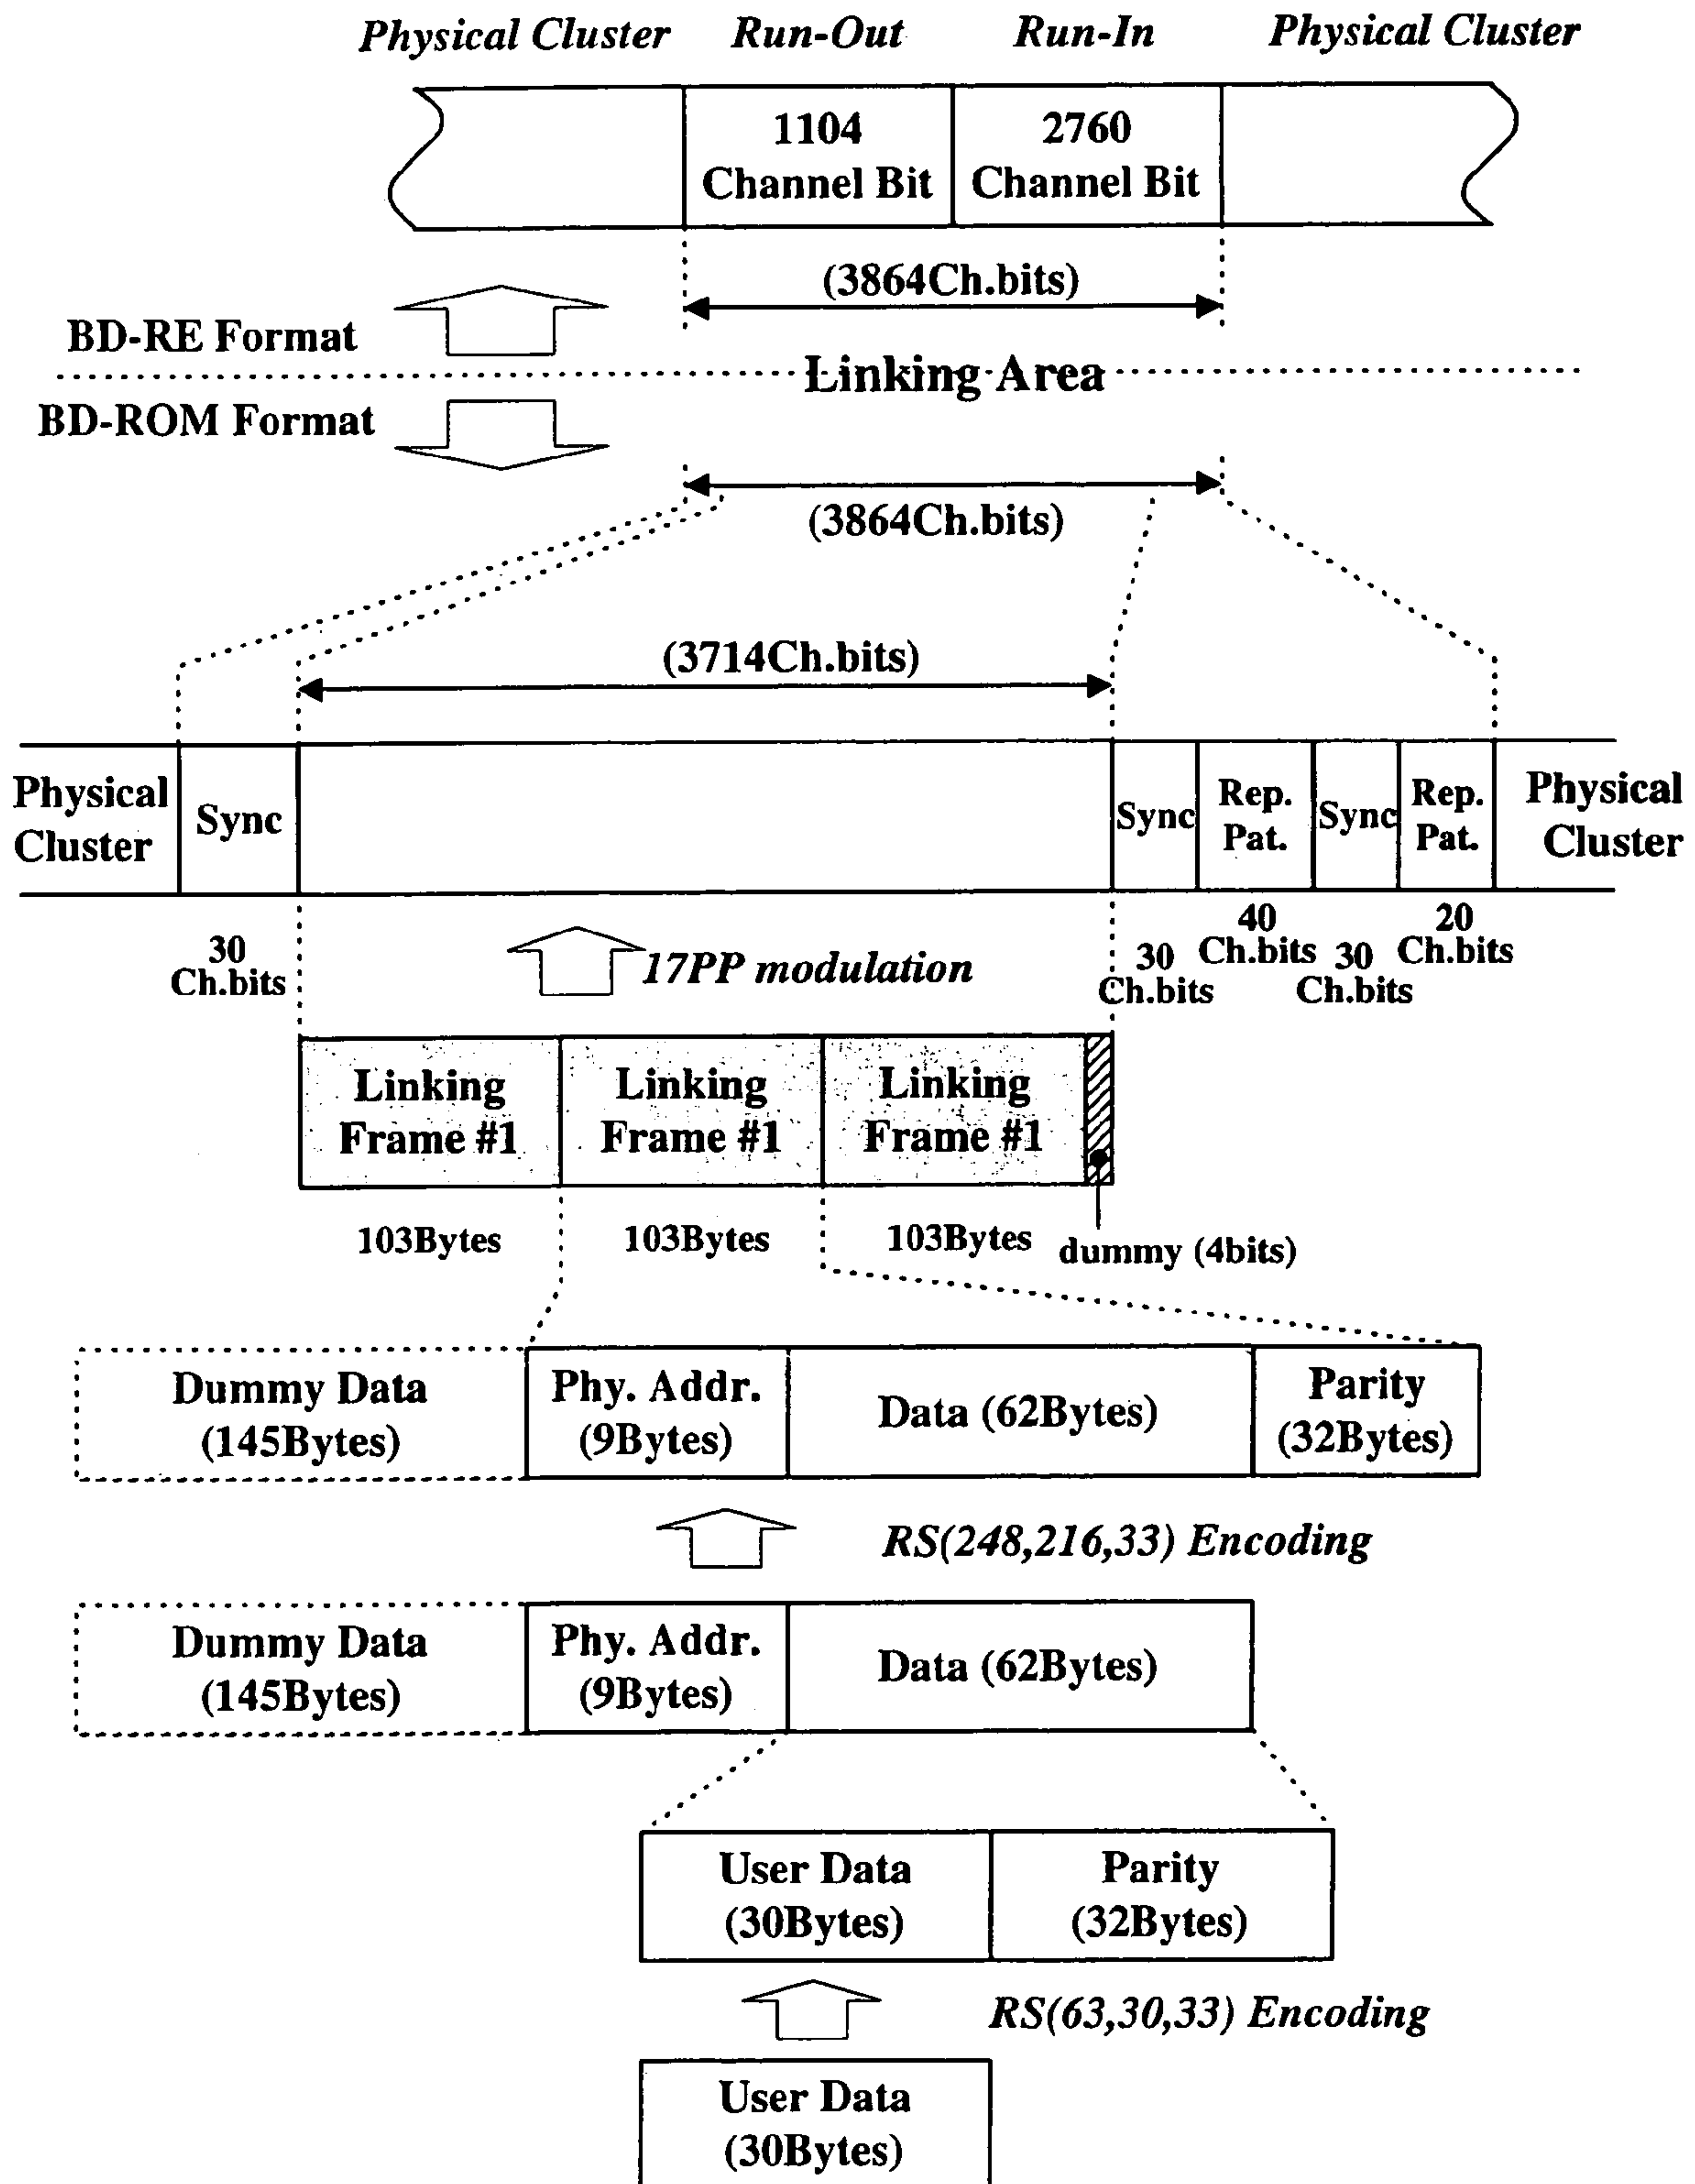 Physical Cluster Run-Out Run-In Physical Cluster
1104 2760
Channel Bit Channel Bit
(3864Ch.bits)
BD-RE Format
Linking Area
BD-ROM Format
(3864Ch.bits)
(3714Ch.bits)
Physical Cluster Sync Sync Rep. Pat. Sync Rep. Pat. Physical Cluster
30 Ch.bits
17PP modulation
30 Ch.bits
40 Ch.bits
30 Ch.bits
20 Ch.bits
Linking Linking Linking
Frame #1 Frame #1 Frame #1
103Bytes 103Bytes 103Bytes dummy (4bits)
Dummy Data Phy. Addr. Data (62Bytes) Parity
(145Bytes) (9Bytes) (32Bytes)
RS(248,216,33) Encoding
Dummy Data Phy. Addr. Data (62Bytes)
(145Bytes) (9Bytes)
User Data Parity
(30Bytes) (32Bytes)
RS(63,30,33) Encoding
User Data
(30Bytes)